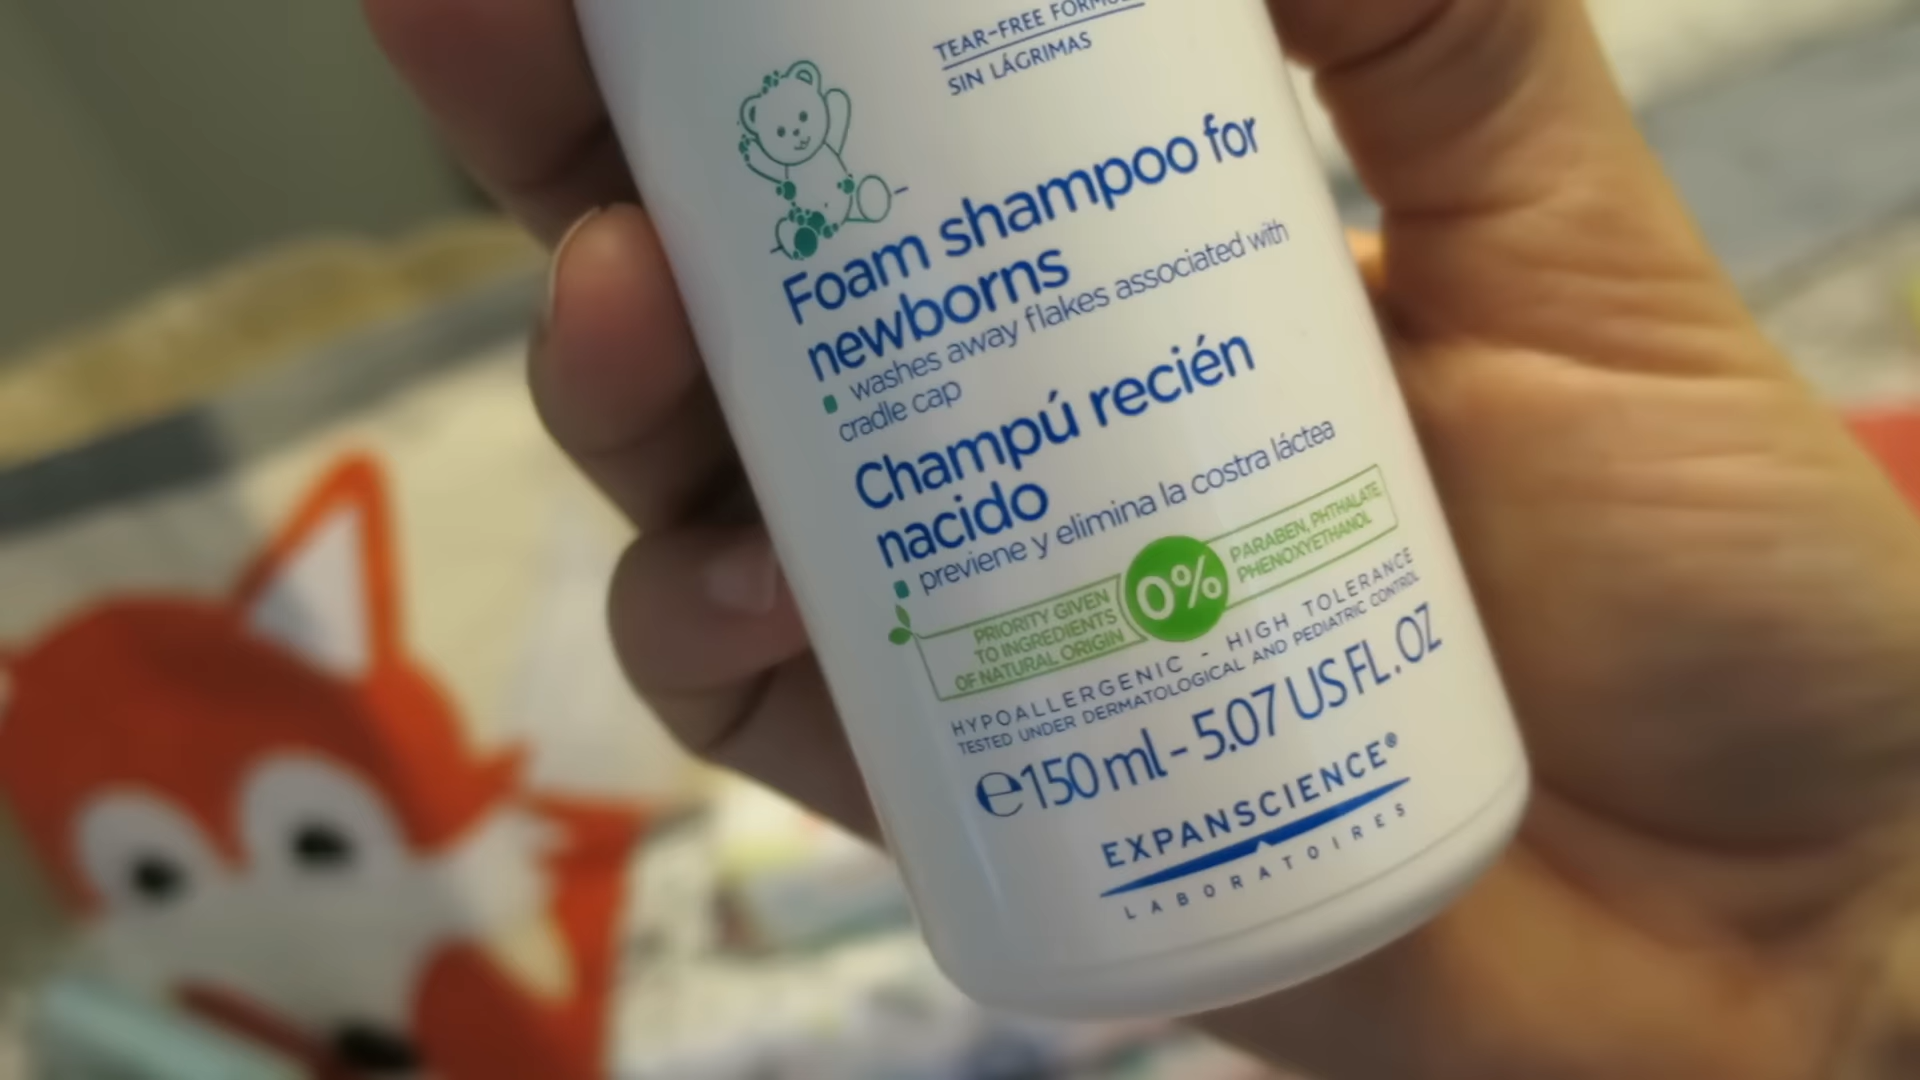 TEAR-FREE
SIN LÁGRIMAS
Foam shampoo for
newborns
washes away flakes associated with
cradle cap
Champú recién
nacido
previene y elimina la costra láctea
PRIORITY GIVEN
TO INGREDIENTS
OF NATURAL ORIGIN
0%
PARABEN, PHTHALATE
PHENOXYETHANOL
HYPOALLERGENIC - HIGH TOLERANCE
TESTED UNDER DERMATOLOGICAL AND PEDIATRIC CONTROL
℮150 ml - 5.07 US FL. OZ
EXPANSCIENCE®
LABORATOIRES